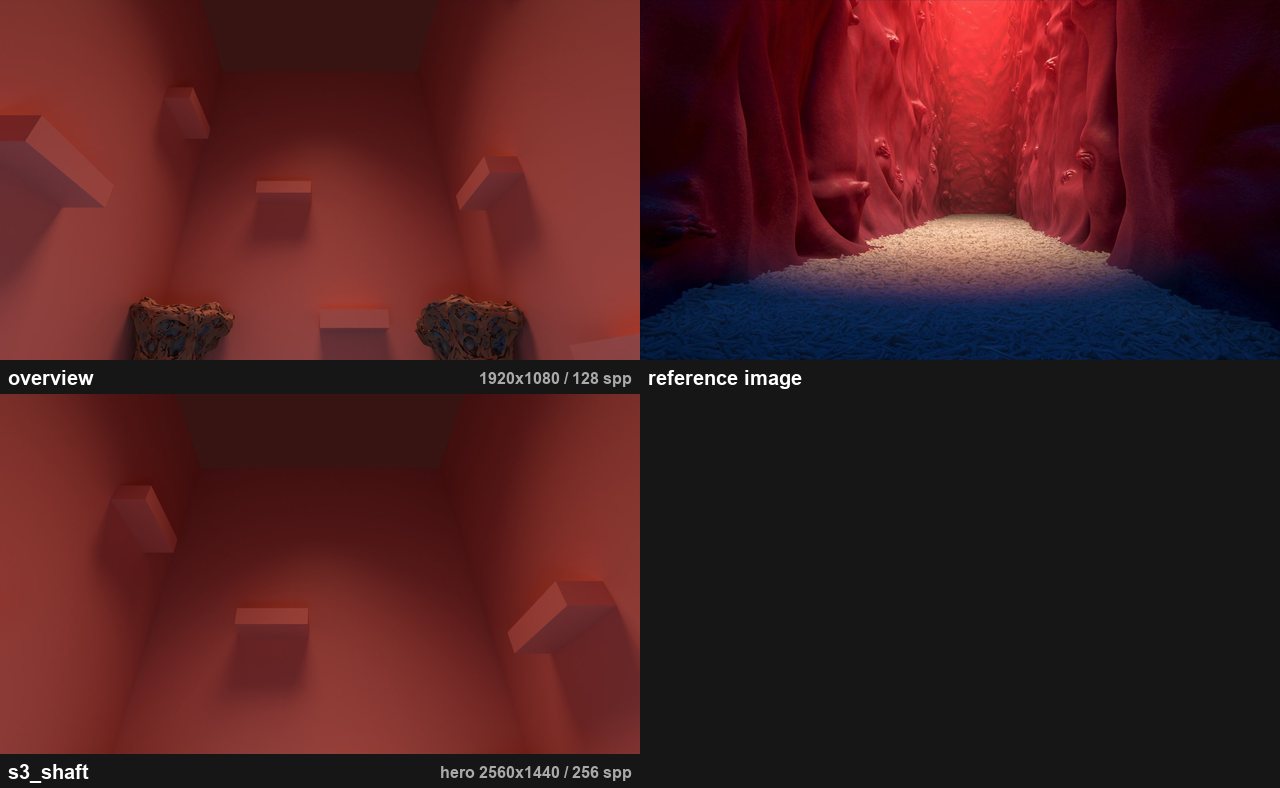 overview
1920x1080 / 128 spp
reference image
s3_shaft
hero 2560x1440 / 256 spp